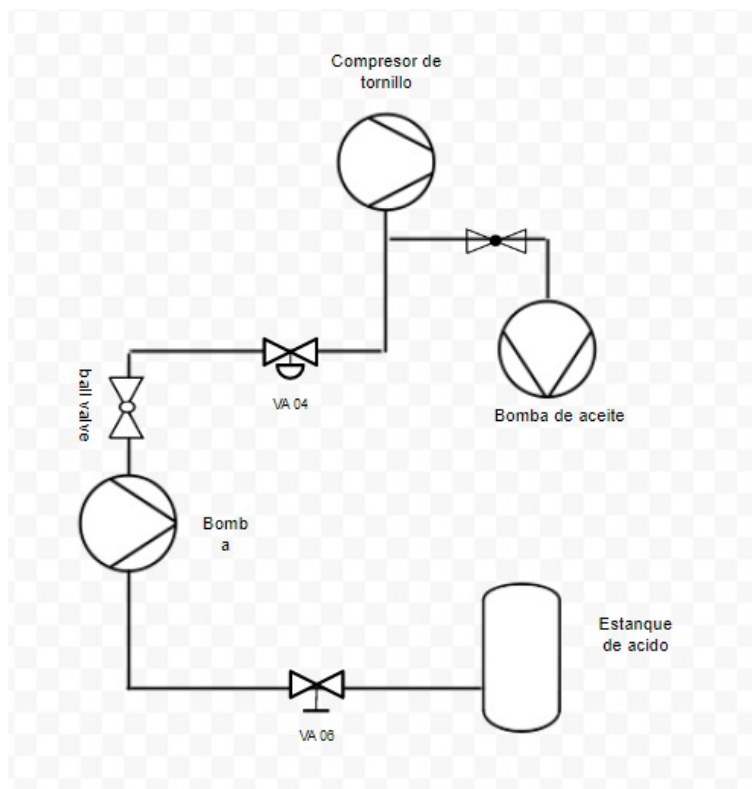 Compresor de
tornillo
Bomba de aceite
VA 04
ball valve
Bomb
a
Estanque
de acido
VA 06